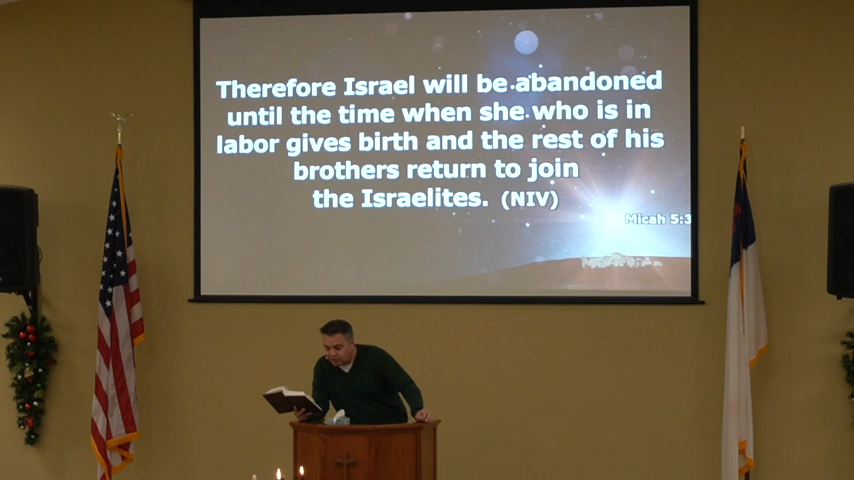 Therefore Israel will be abandoned
until the time when she who is in
labor gives birth and the rest of his
brothers return to join
the Israelites. (NIV)
Micah 5:3